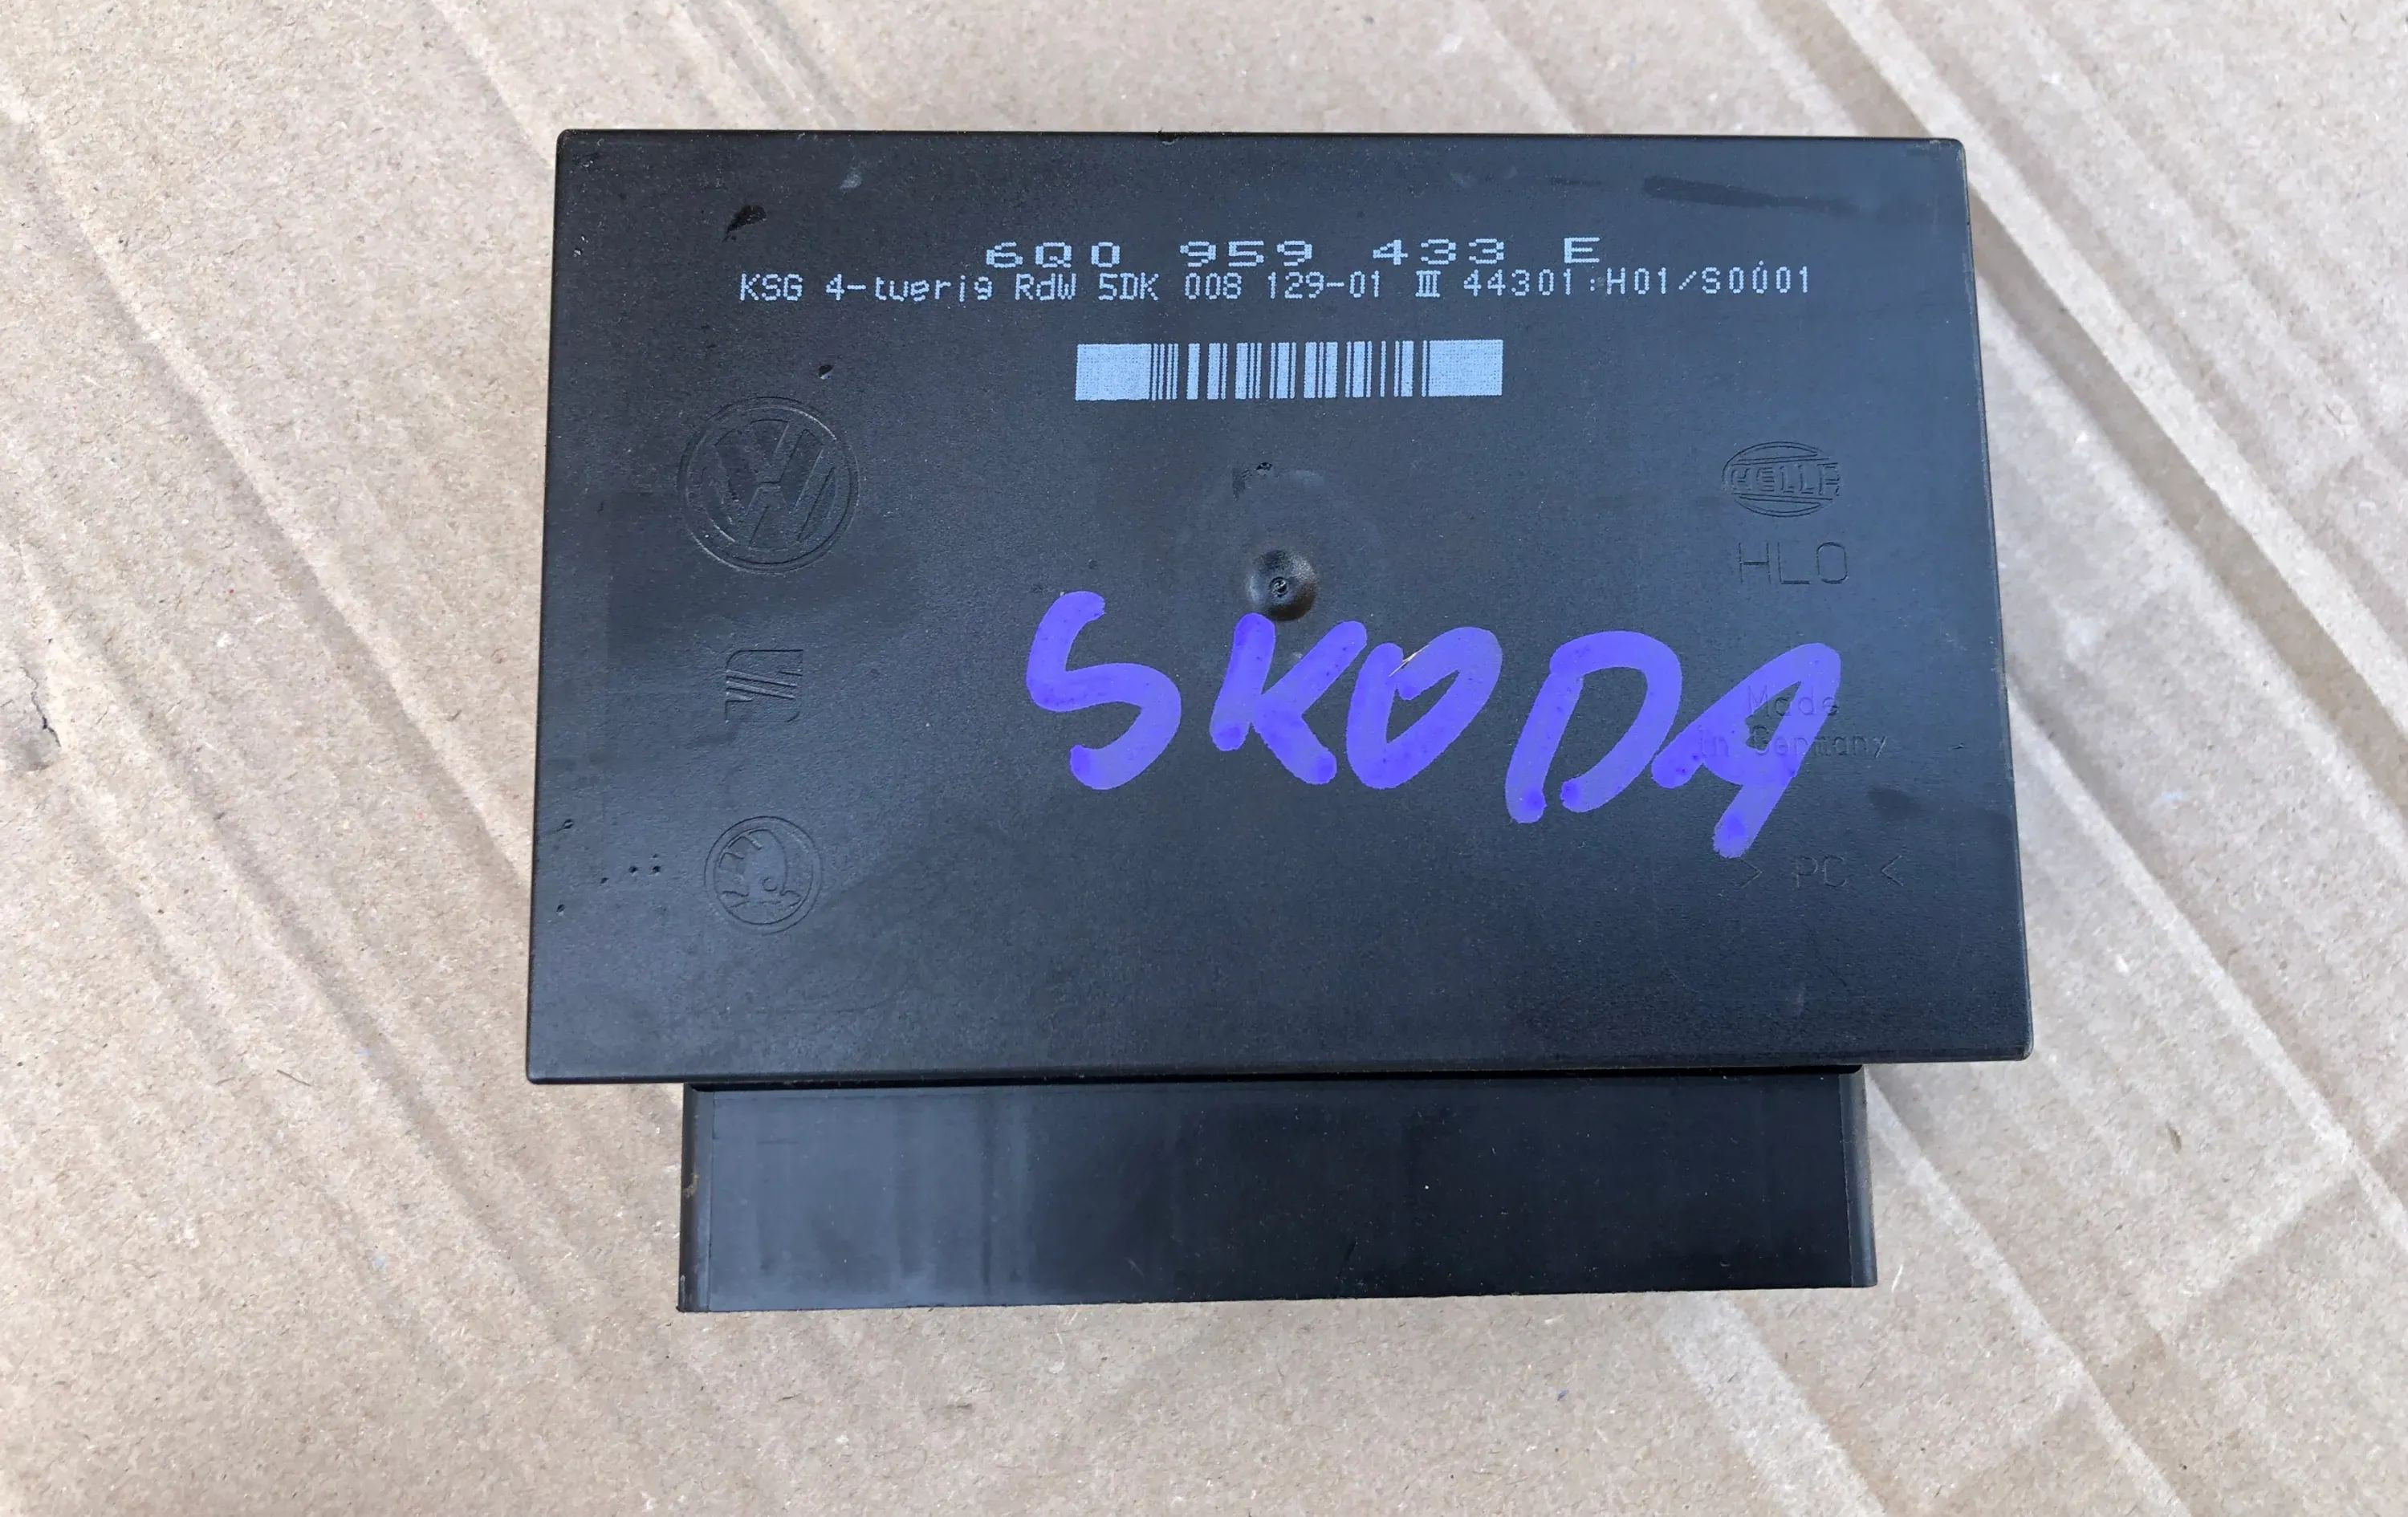 6Q0 959 433 E
KSG 4-tuerig RdW 5DK 008 129-01 III 44301 H01/S0001
HELLA
HLO
SKODA
Made
in Germany
> PC <